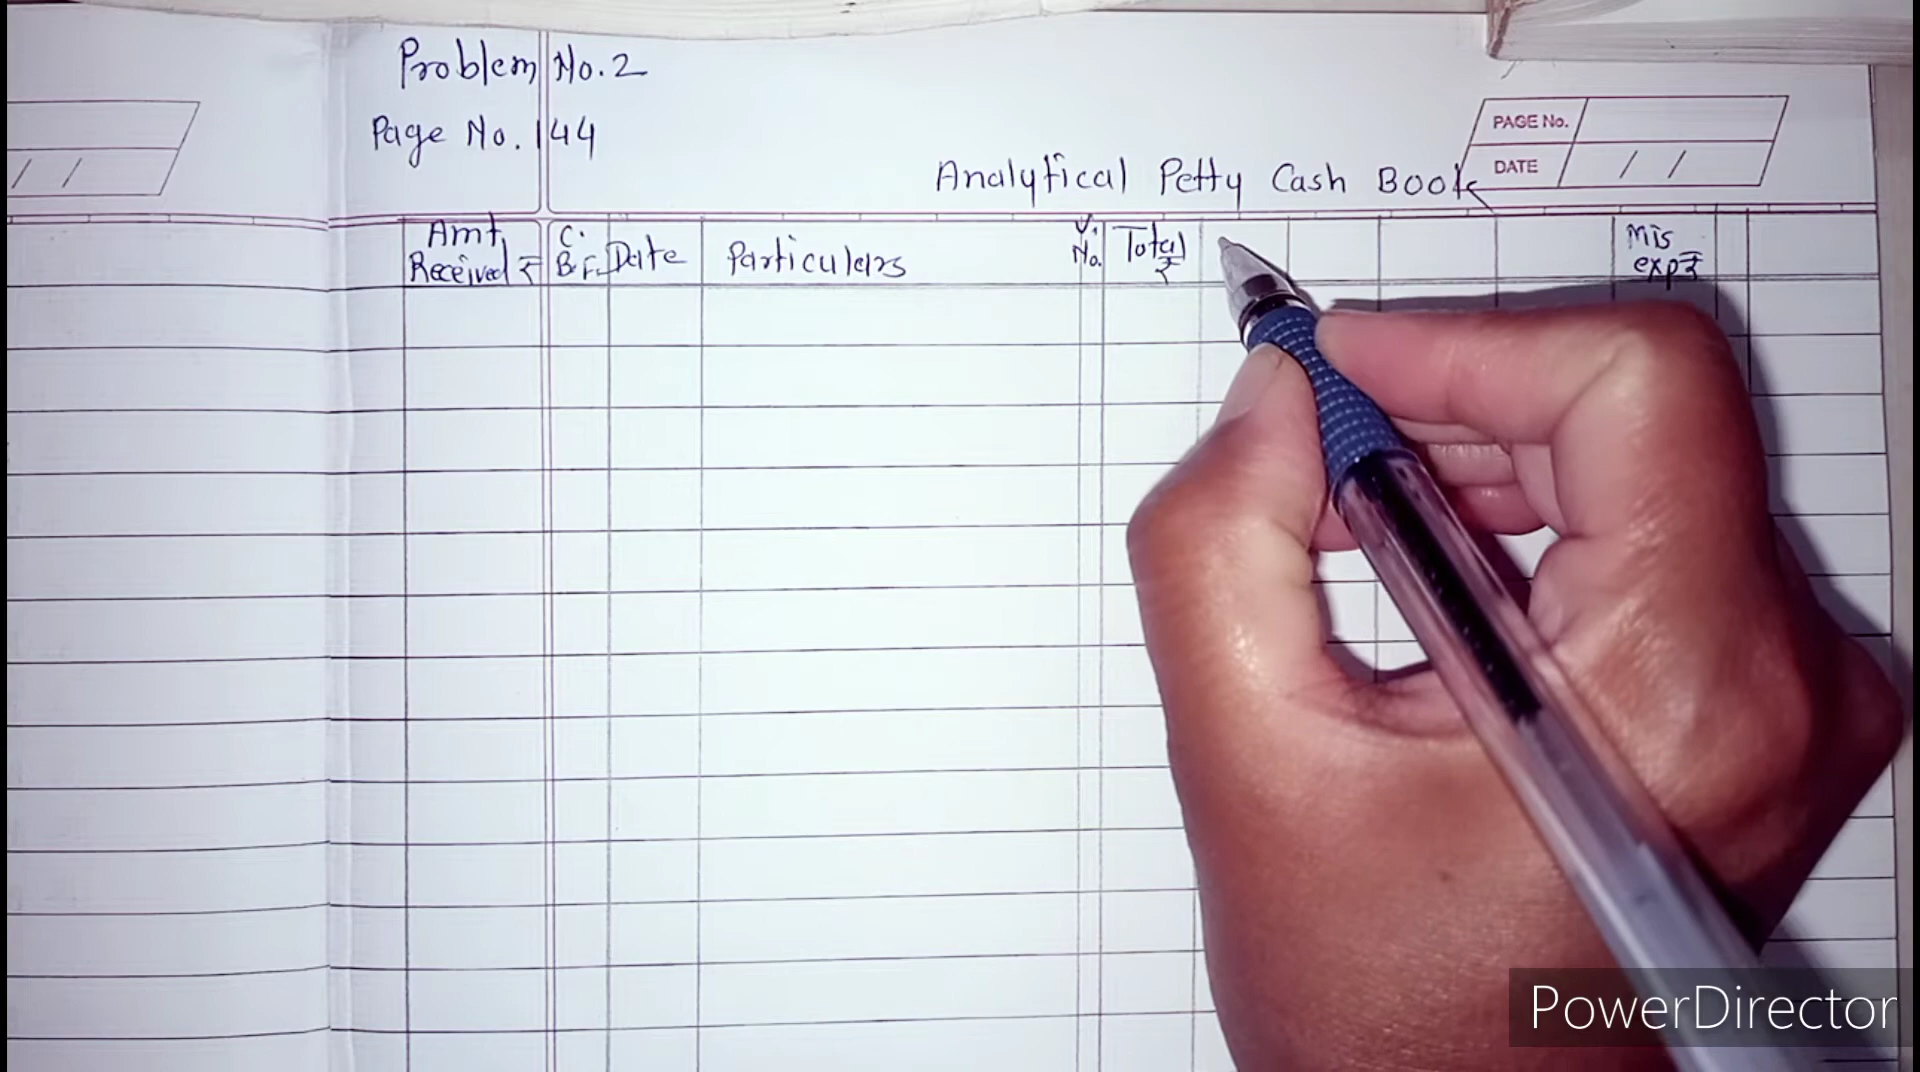 Problem No. 2
Page No. 144
PAGE No.
DATE / /
/ /
Analytical Petty Cash Book
Amt Received ₹
C. B. F.
Date
Particulars
V. No.
Total ₹
Mis exp ₹
PowerDirector